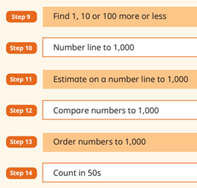 Step 9 Find 1, 10 or 100 more or less
Step 10 Number line to 1,000
Step 11 Estimate on a number line to 1,000
Step 12 Compare numbers to 1,000
Step 13 Order numbers to 1,000
Step 14 Count in 50s